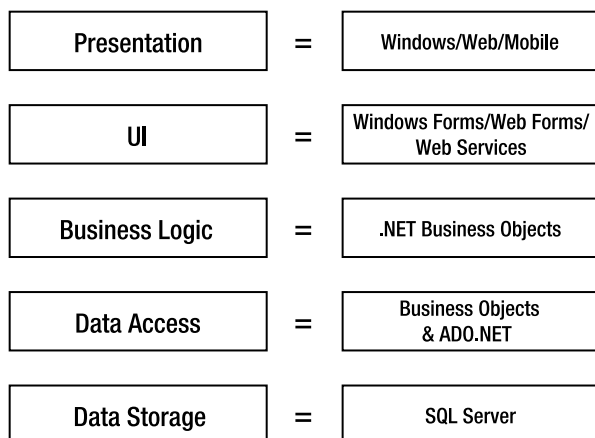 Presentation = Windows/Web/Mobile
UI = Windows Forms/Web Forms/
Web Services
Business Logic = .NET Business Objects
Data Access = Business Objects
& ADO.NET
Data Storage = SQL Server